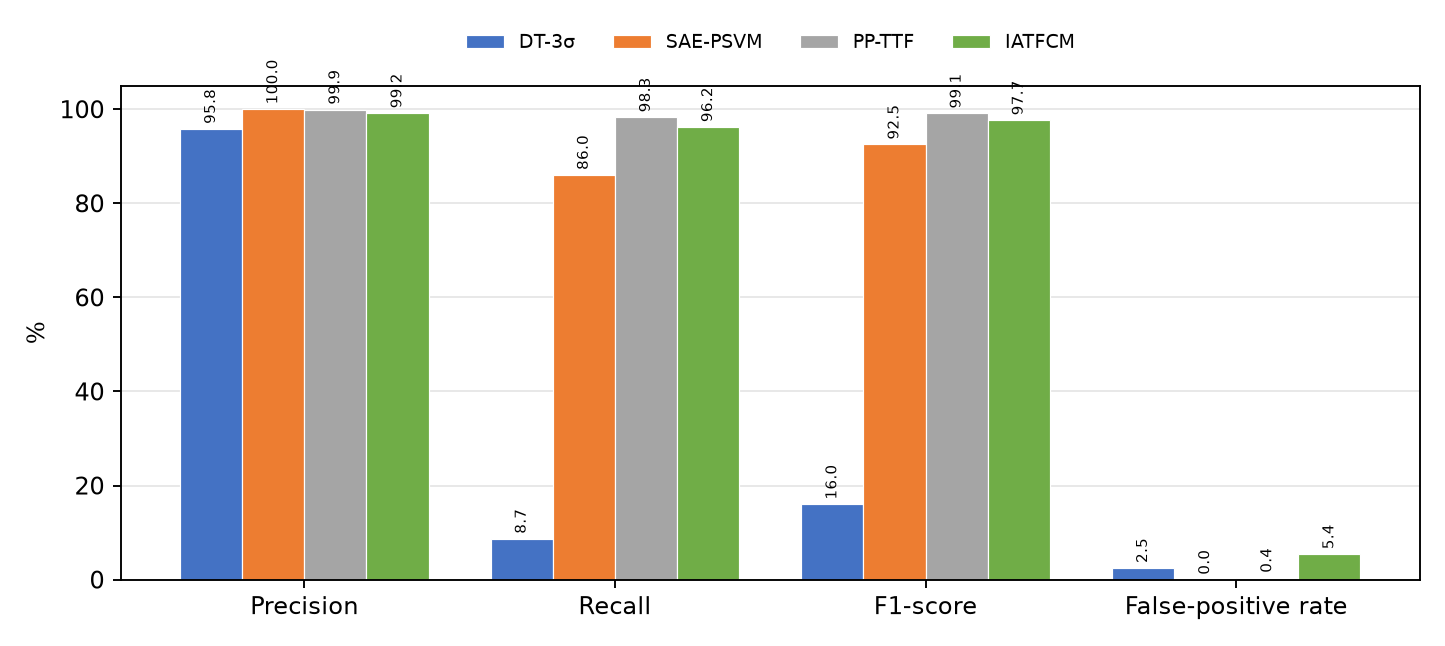 DT-3σ SAE-PSVM PP-TTF IATFCM
95.8 100.0 99.9 99.2 8.7 86.0 98.3 96.2 16.0 92.5 99.1 97.7 2.5 0.0 0.4 5.4
100
80
60
40
20
0
%
Precision Recall F1-score False-positive rate